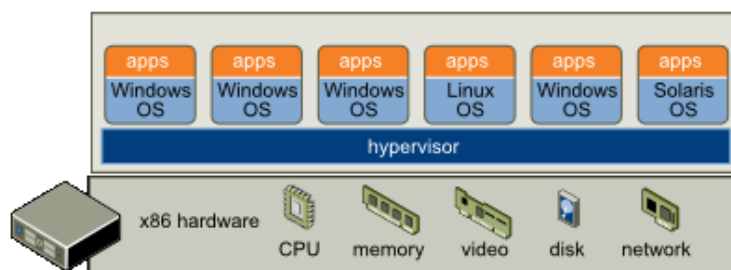 apps apps apps apps apps apps
Windows OS Windows OS Windows OS Linux OS Windows OS Solaris OS
hypervisor
x86 hardware
CPU memory video disk network